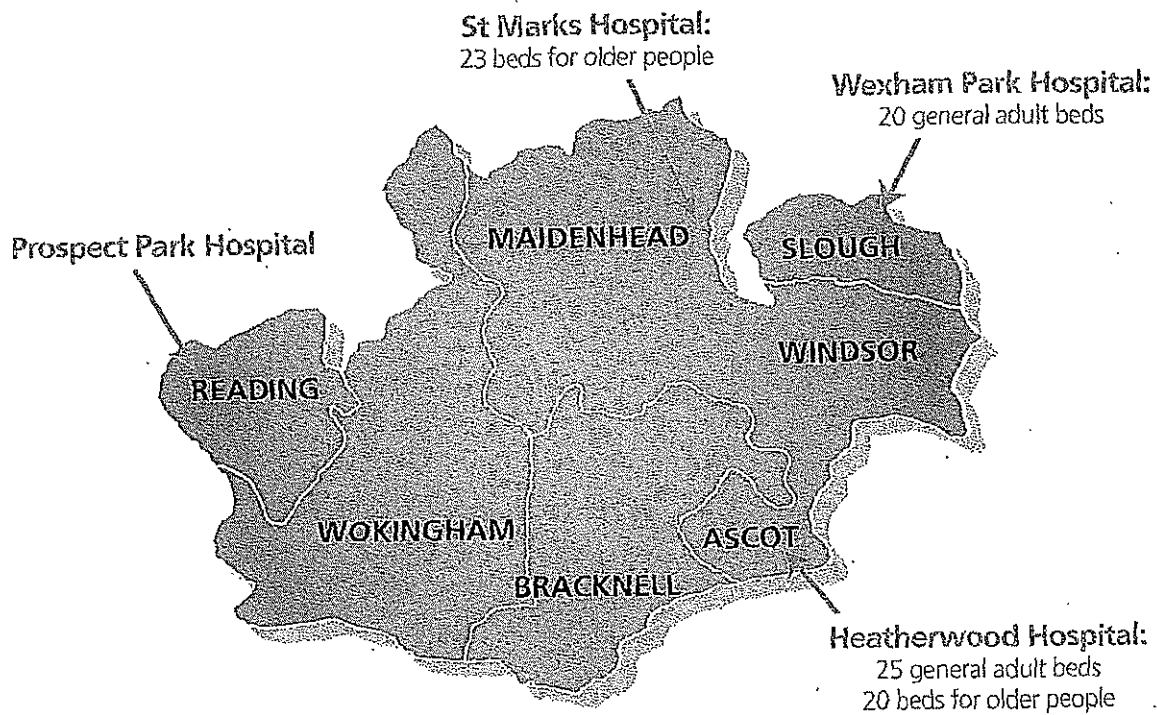 St Marks Hospital:
23 beds for older people
Wexham Park Hospital:
20 general adult beds
MAIDENHEAD
SLOUGH
Prospect Park Hospital
WINDSOR
READING
WOKINGHAM
ASCOT
BRACKNELL
Heatherwood Hospital:
25 general adult beds
20 beds for older people